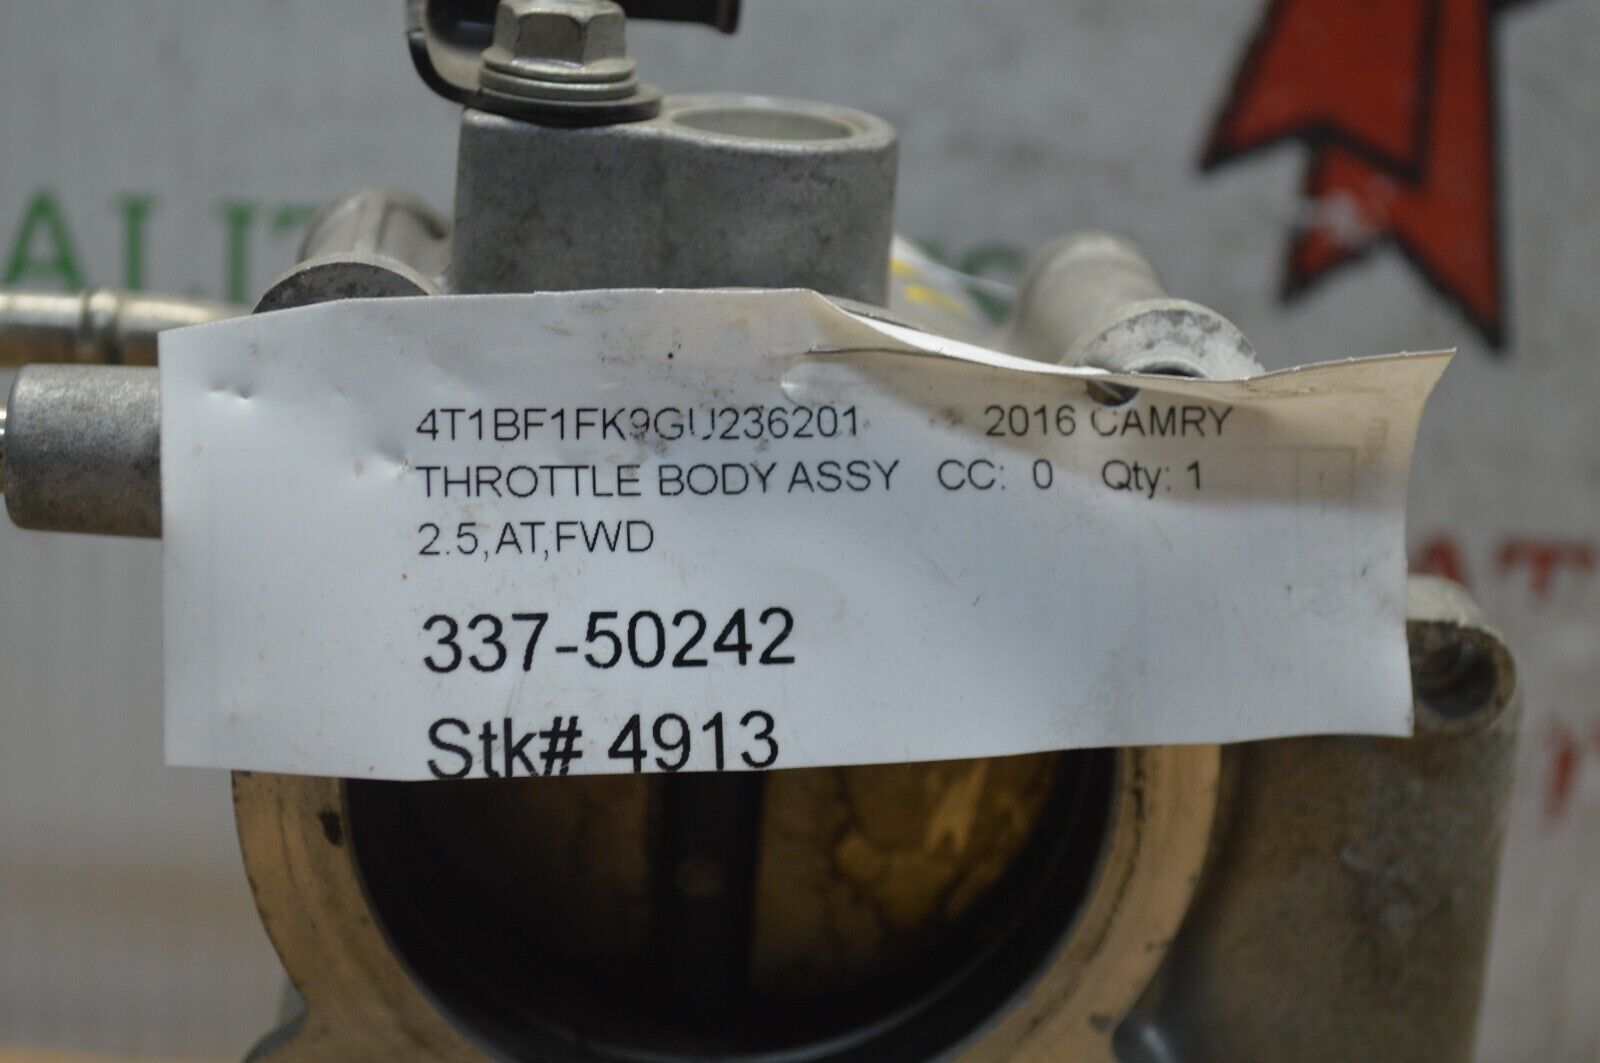 4T1BF1FK9GU236201 2016 CAMRY
THROTTLE BODY ASSY CC: 0 Qty: 1
2.5,AT,FWD
337-50242
Stk# 4913